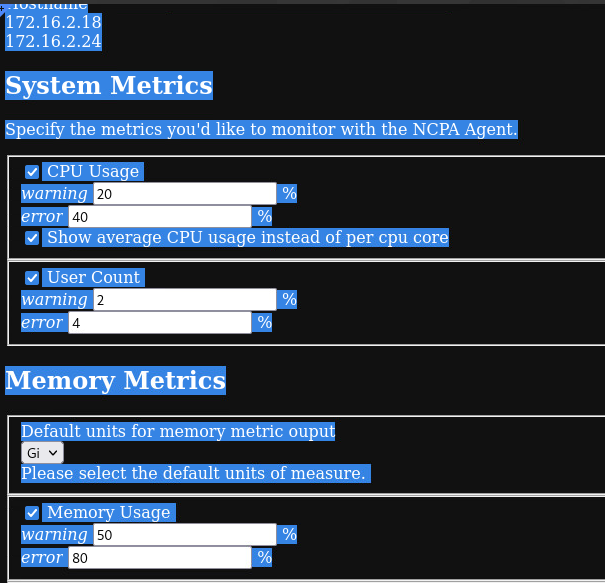 Hostname
172.16.2.18
172.16.2.24
System Metrics
Specify the metrics you'd like to monitor with the NCPA Agent.
CPU Usage
warning 20 %
error 40 %
Show average CPU usage instead of per cpu core
User Count
warning 2 %
error 4 %
Memory Metrics
Default units for memory metric ouput
Gi
Please select the default units of measure.
Memory Usage
warning 50 %
error 80 %